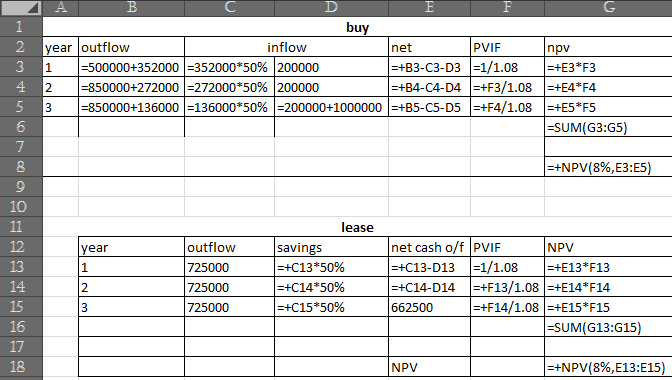 A B C D E F G
1 buy
2 year outflow inflow net PVIF npv
3 1 =500000+352000 =352000*50% 200000 =+B3-C3-D3 =1/1.08 =+E3*F3
4 2 =850000+272000 =272000*50% 200000 =+B4-C4-D4 =+F3/1.08 =+E4*F4
5 3 =850000+136000 =136000*50% =200000+1000000 =+B5-C5-D5 =+F4/1.08 =+E5*F5
6 =SUM(G3:G5)
7
8 =+NPV(8%,E3:E5)
9
10
11 lease
12 year outflow savings net cash o/f PVIF NPV
13 1 725000 =+C13*50% =+C13-D13 =1/1.08 =+E13*F13
14 2 725000 =+C14*50% =+C14-D14 =+F13/1.08 =+E14*F14
15 3 725000 =+C15*50% 662500 =+F14/1.08 =+E15*F15
16 =SUM(G13:G15)
17
18 NPV =+NPV(8%,E13:E15)